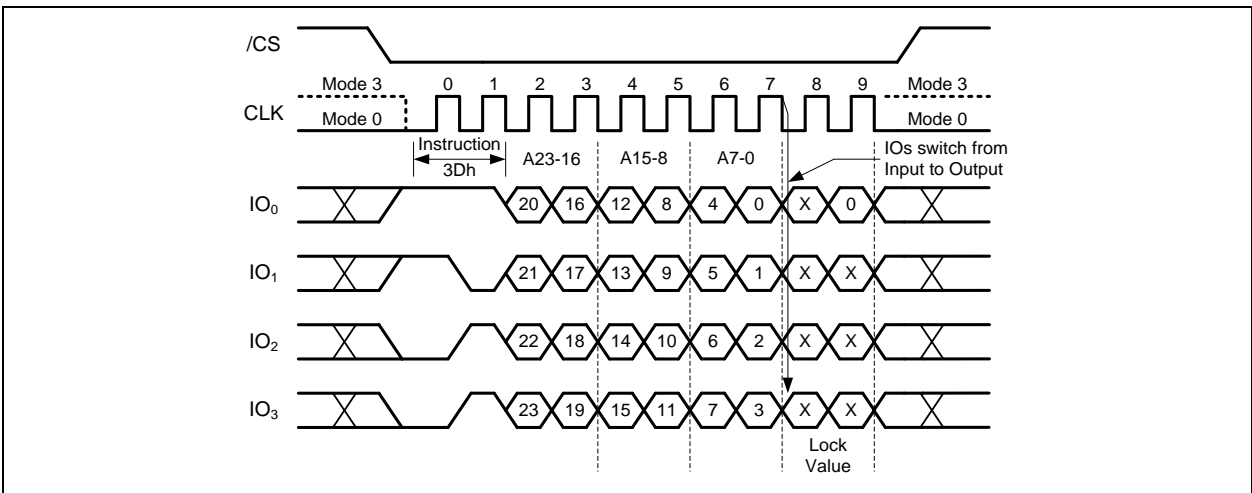 /CS
Mode 3 0 1 2 3 4 5 6 7 8 9 Mode 3
CLK
Mode 0 Mode 0
Instruction
3Dh
A23-16 A15-8 A7-0
IOs switch from
Input to Output
IO0 20 16 12 8 4 0 X 0
IO1 21 17 13 9 5 1 X X
IO2 22 18 14 10 6 2 X X
IO3 23 19 15 11 7 3 X X
Lock
Value